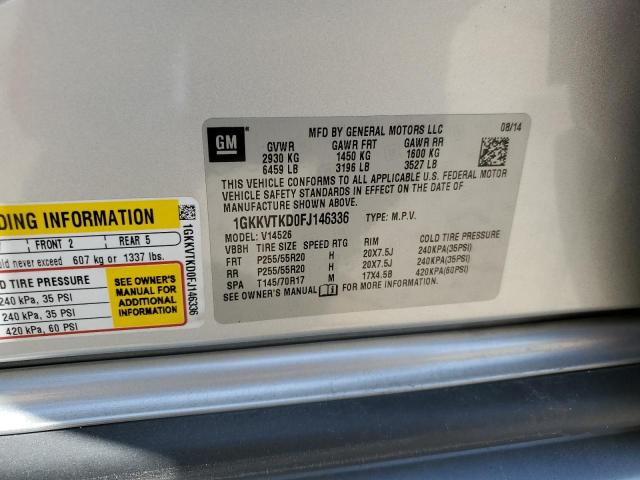 GM
MFD BY GENERAL MOTORS LLC
08/14
GVWR GAWR FRT GAWR RR
2930 KG 1450 KG 1600 KG
6459 LB 3196 LB 3527 LB
THIS VEHICLE CONFORMS TO ALL APPLICABLE U.S. FEDERAL MOTOR
VEHICLE SAFETY STANDARDS IN EFFECT ON THE DATE OF
MANUFACTURE SHOWN ABOVE.
1GKKVTKD0FJ146336 TYPE: M.P.V.
MODEL: V14526
VBBH TIRE SIZE SPEED RTG RIM COLD TIRE PRESSURE
FRT P255/55R20 H 20X7.5J 240KPA(35PSI)
RR P255/55R20 H 20X7.5J 240KPA(35PSI)
SPA T145/70R17 M 17X4.5B 420KPA(60PSI)
SEE OWNER'S MANUAL FOR MORE INFORMATION.
DING INFORMATION
FRONT 2 REAR 5
never exceed 607 kg or 1337 lbs.
TIRE PRESSURE
240 kPa, 35 PSI
240 kPa, 35 PSI
420 kPa, 60 PSI
SEE OWNER'S
MANUAL FOR
ADDITIONAL
INFORMATION
1GKKVTKD0FJ146336